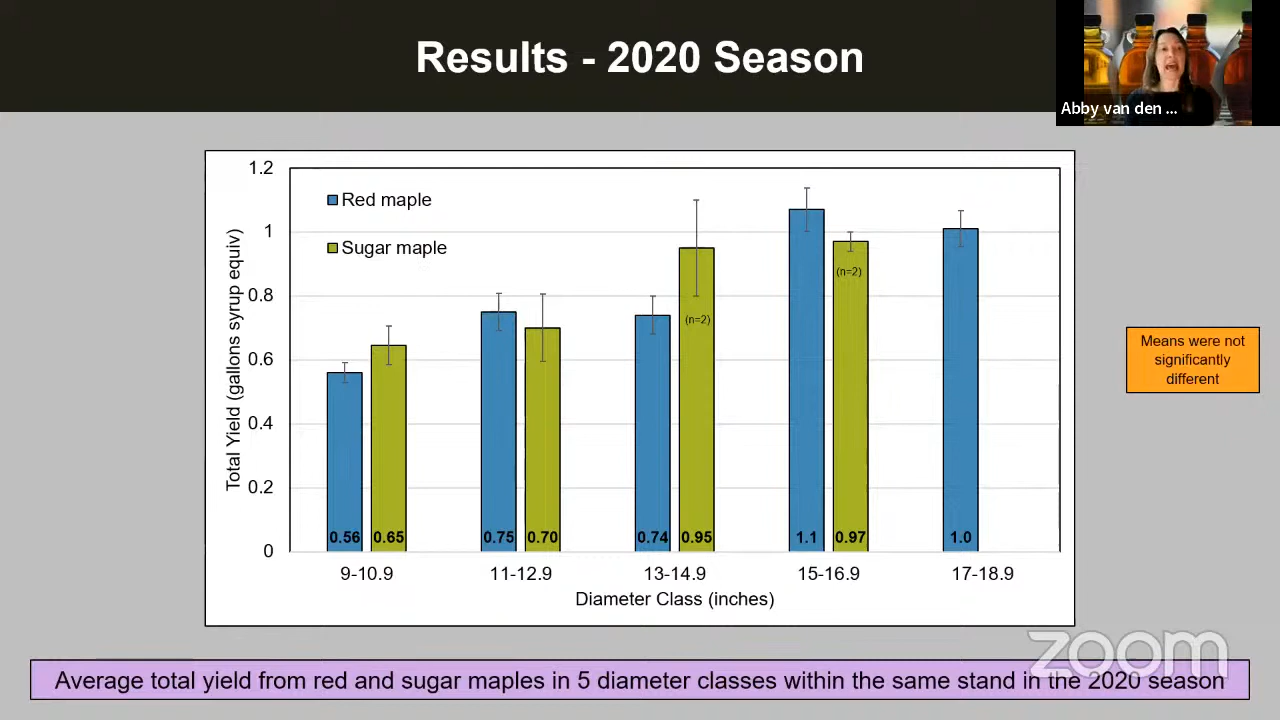 Results - 2020 Season
Abby van den ...
1.2
1
0.8
0.6
0.4
0.2
0
Total Yield (gallons syrup equiv)
Red maple
Sugar maple
(n=2)
(n=2)
0.56
0.65
0.75
0.70
0.74
0.95
1.1
0.97
1.0
9-10.9
11-12.9
13-14.9
15-16.9
17-18.9
Diameter Class (inches)
Means were not
significantly
different
zoom
Average total yield from red and sugar maples in 5 diameter classes within the same stand in the 2020 season